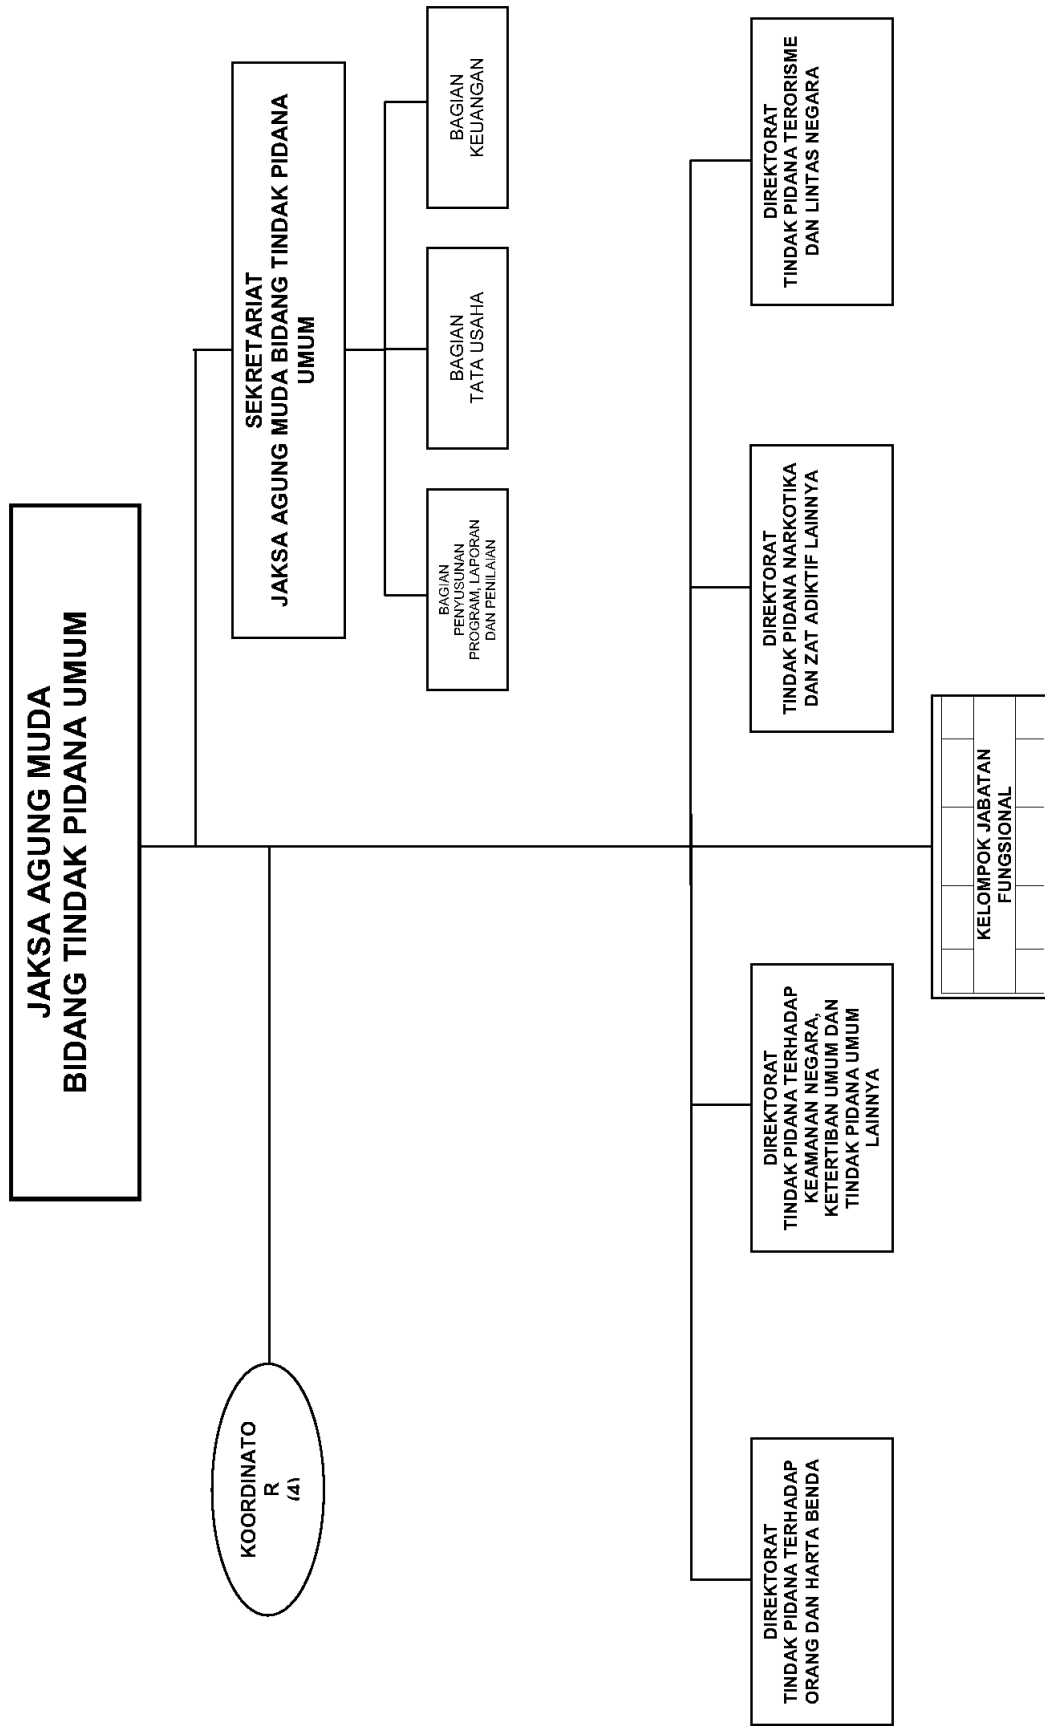 JAKSA AGUNG MUDA
BIDANG TINDAK PIDANA UMUM
SEKRETARIAT
JAKSA AGUNG MUDA BIDANG TINDAK PIDANA
UMUM
KOORDINATO
R
(4)
BAGIAN
PENYUSUNAN
PROGRAM, LAPORAN
DAN PENILAIAN
BAGIAN
TATA USAHA
BAGIAN
KEUANGAN
DIREKTORAT
TINDAK PIDANA TERHADAP
ORANG DAN HARTA BENDA
DIREKTORAT
TINDAK PIDANA TERHADAP
KEAMANAN NEGARA,
KETERTIBAN UMUM DAN
TINDAK PIDANA UMUM
LAINNYA
DIREKTORAT
TINDAK PIDANA NARKOTIKA
DAN ZAT ADIKTIF LAINNYA
DIREKTORAT
TINDAK PIDANA TERORISME
DAN LINTAS NEGARA
KELOMPOK JABATAN
FUNGSIONAL